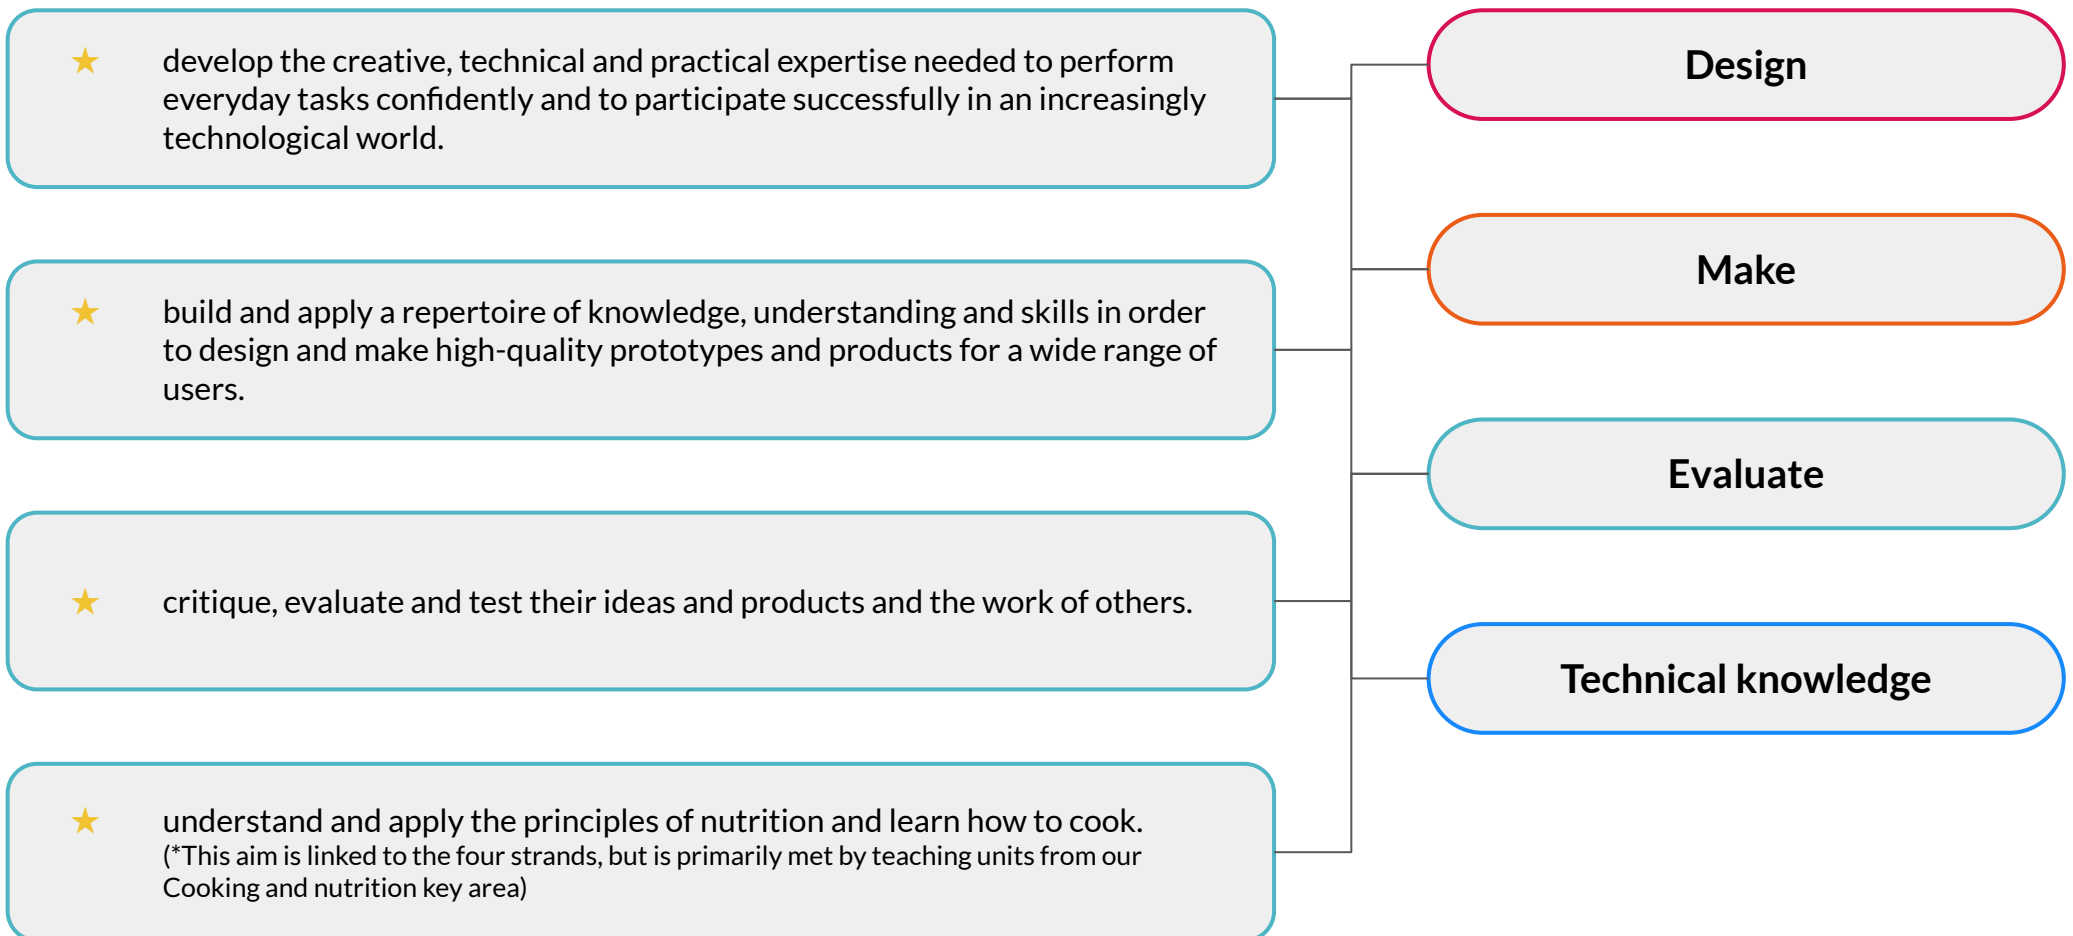 ★ develop the creative, technical and practical expertise needed to perform
everyday tasks confidently and to participate successfully in an increasingly
technological world.
★ build and apply a repertoire of knowledge, understanding and skills in order
to design and make high-quality prototypes and products for a wide range of
users.
★ critique, evaluate and test their ideas and products and the work of others.
★ understand and apply the principles of nutrition and learn how to cook.
(*This aim is linked to the four strands, but is primarily met by teaching units from our
Cooking and nutrition key area)
Design
Make
Evaluate
Technical knowledge